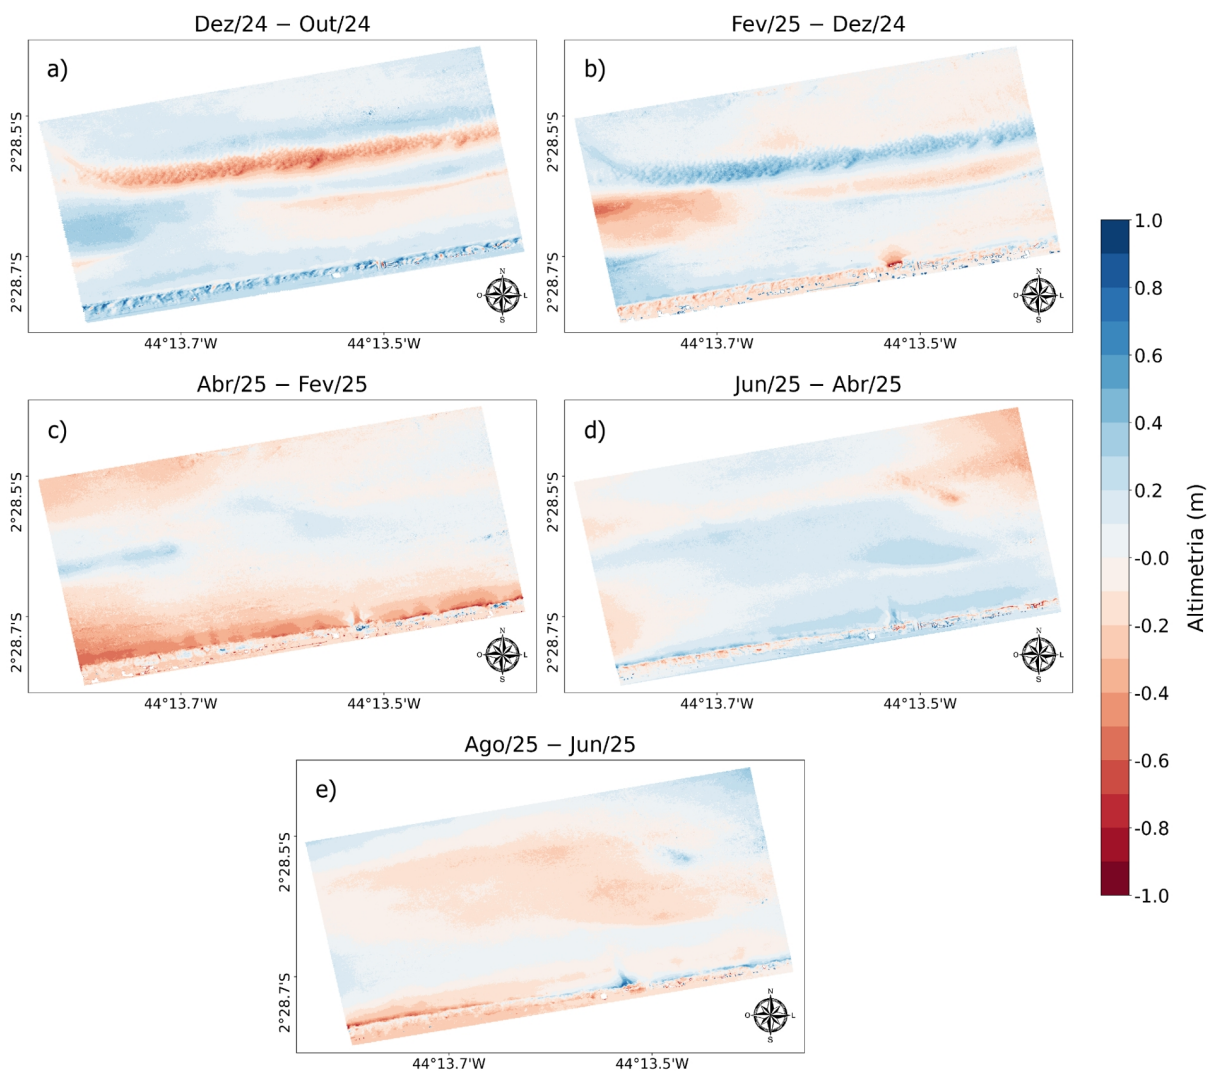 Dez/24 − Out/24
Fev/25 − Dez/24
a)
b)
2°28.5'S
2°28.7'S
2°28.5'S
2°28.7'S
N
O L
S
N
O L
S
44°13.7'W 44°13.5'W
44°13.7'W 44°13.5'W
Abr/25 − Fev/25
Jun/25 − Abr/25
c)
d)
2°28.5'S
2°28.7'S
2°28.5'S
2°28.7'S
N
O L
S
N
O L
S
44°13.7'W 44°13.5'W
44°13.7'W 44°13.5'W
Ago/25 − Jun/25
e)
2°28.5'S
2°28.7'S
N
O L
S
44°13.7'W 44°13.5'W
1.0
0.8
0.6
0.4
0.2
-0.0
-0.2
-0.4
-0.6
-0.8
-1.0
Altimetria (m)